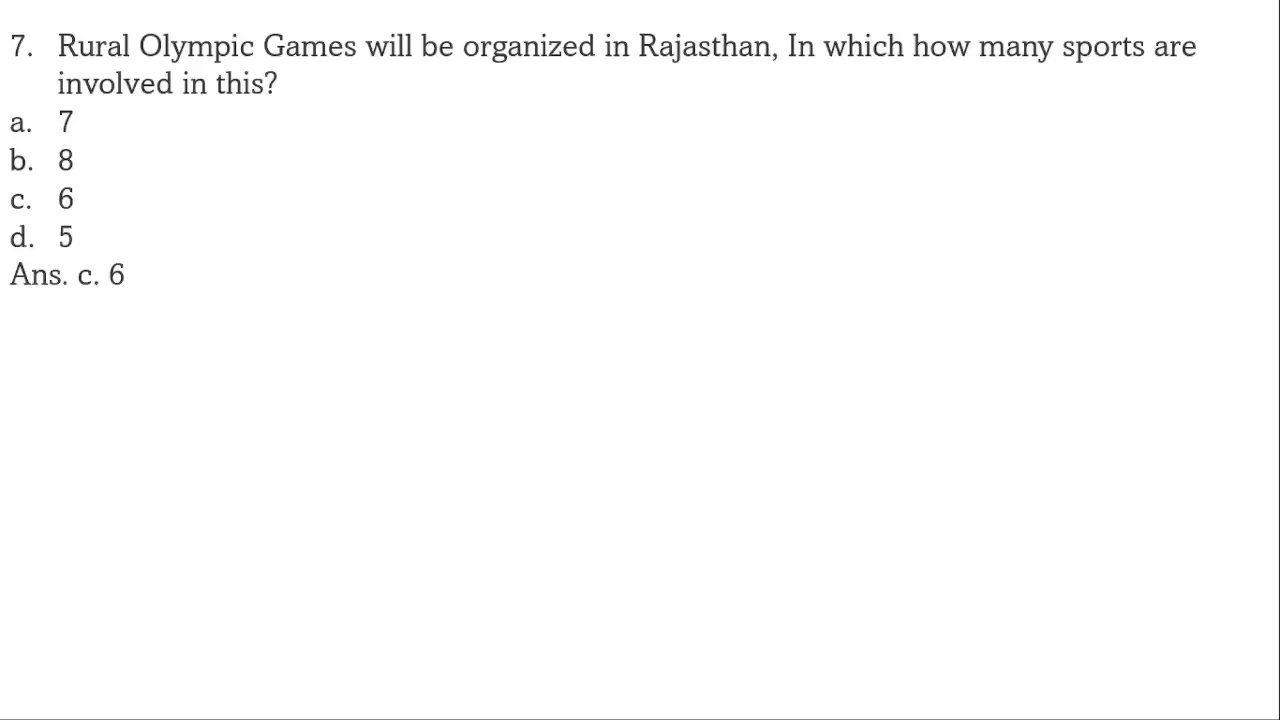 7. Rural Olympic Games will be organized in Rajasthan, In which how many sports are
involved in this?
a. 7
b. 8
c. 6
d. 5
Ans. c. 6